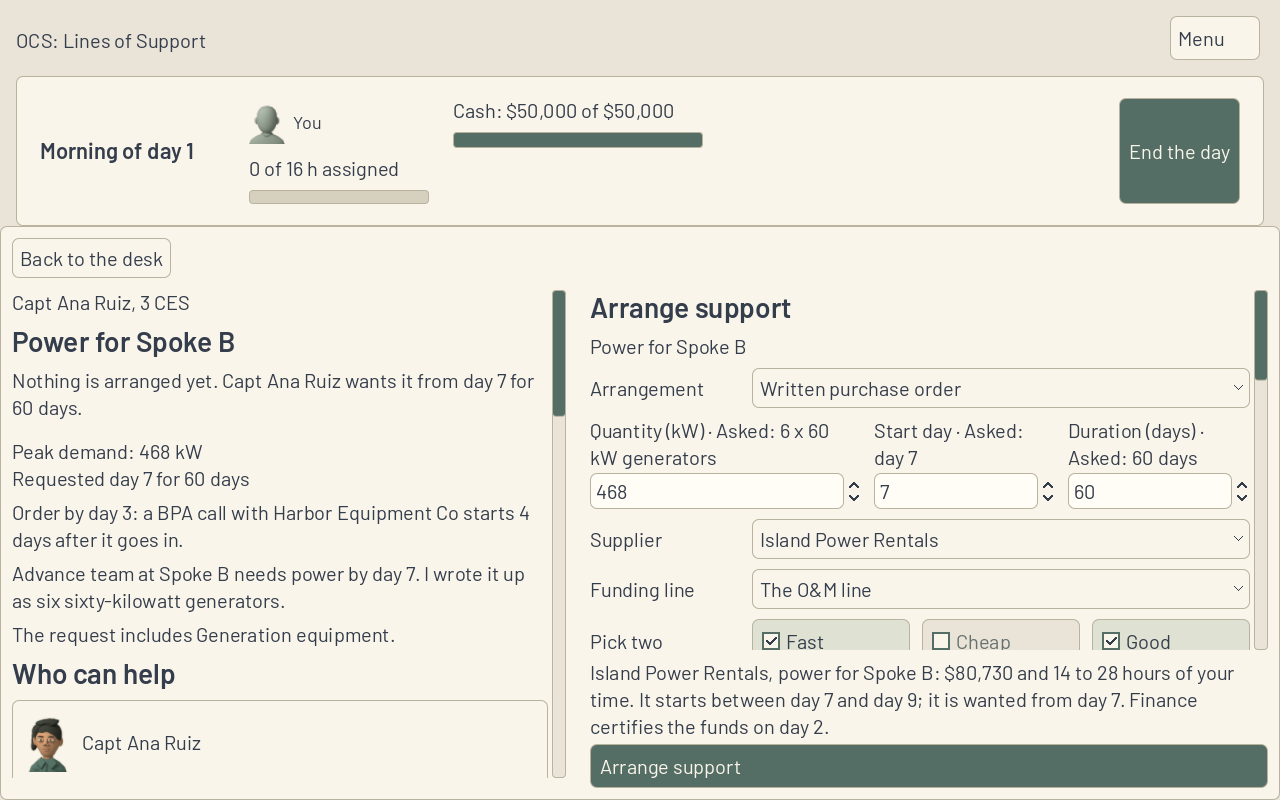 OCS: Lines of Support
Menu
Morning of day 1
You
0 of 16 h assigned
Cash: $50,000 of $50,000
End the day
Back to the desk
Capt Ana Ruiz, 3 CES
Power for Spoke B
Nothing is arranged yet. Capt Ana Ruiz wants it from day 7 for
60 days.
Peak demand: 468 kW
Requested day 7 for 60 days
Order by day 3: a BPA call with Harbor Equipment Co starts 4
days after it goes in.
Advance team at Spoke B needs power by day 7. I wrote it up
as six sixty-kilowatt generators.
The request includes Generation equipment.
Who can help
Capt Ana Ruiz
Arrange support
Power for Spoke B
Arrangement
Written purchase order
Quantity (kW) · Asked: 6 x 60
kW generators
Start day · Asked:
day 7
Duration (days) ·
Asked: 60 days
468
7
60
Supplier
Island Power Rentals
Funding line
The O&M line
Pick two
Fast
Cheap
Good
Island Power Rentals, power for Spoke B: $80,730 and 14 to 28 hours of your
time. It starts between day 7 and day 9; it is wanted from day 7. Finance
certifies the funds on day 2.
Arrange support